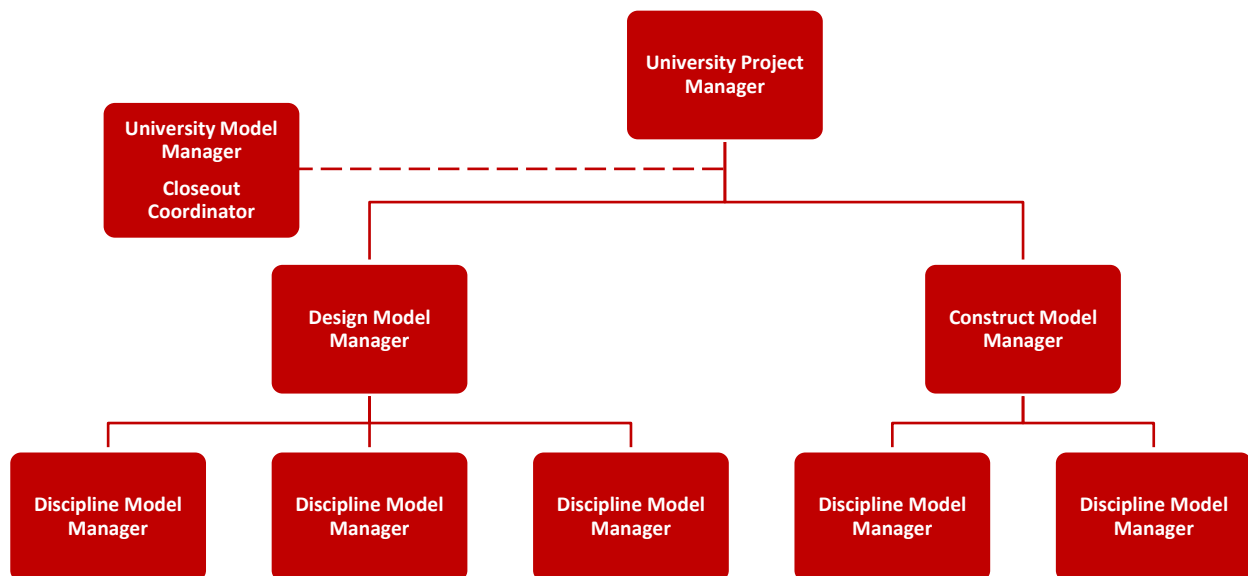 University Project
Manager
University Model
Manager
Closeout
Coordinator
Design Model
Manager
Construct Model
Manager
Discipline Model
Manager
Discipline Model
Manager
Discipline Model
Manager
Discipline Model
Manager
Discipline Model
Manager